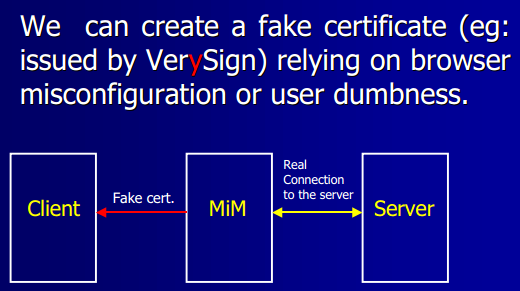 We can create a fake certificate (eg:
issued by VerySign) relying on browser
misconfiguration or user dumbness.
Real
Connection
to the server
Fake cert.
Client
MiM
Server